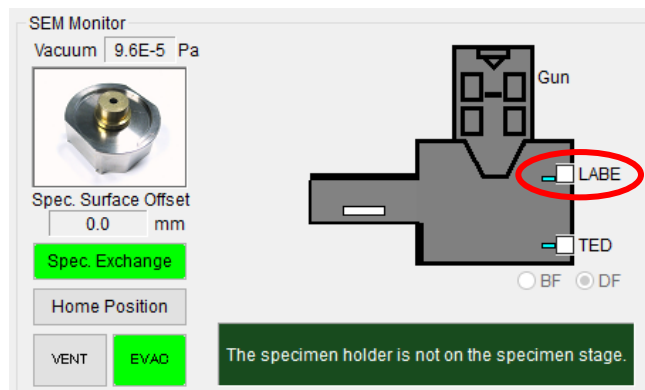 SEM Monitor
Vacuum 9.6E-5 Pa
Gun
LABE
Spec. Surface Offset
0.0 mm
TED
Spec. Exchange
BF DF
Home Position
VENT EVAC
The specimen holder is not on the specimen stage.